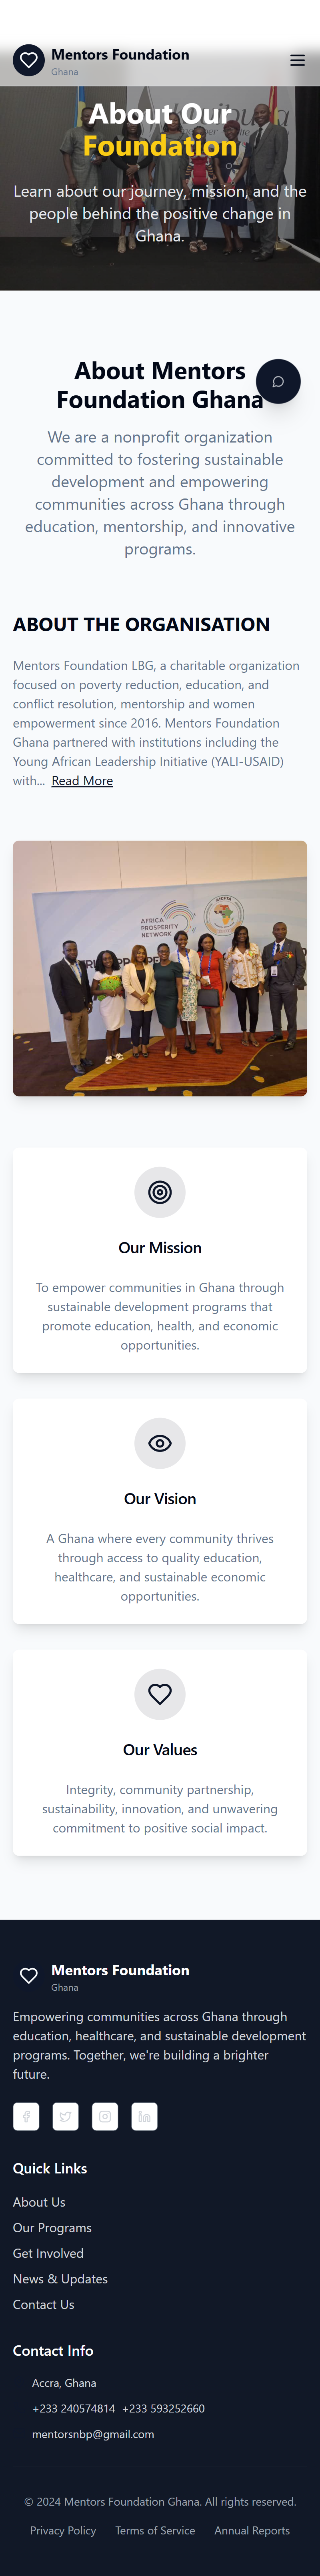 Mentors Foundation
Ghana
About Our
Foundation
Learn about our journey, mission, and the
people behind the positive change in
Ghana.
About Mentors
Foundation Ghana
We are a nonprofit organization
committed to fostering sustainable
development and empowering
communities across Ghana through
education, mentorship, and innovative
programs.
ABOUT THE ORGANISATION
Mentors Foundation LBG, a charitable organization
focused on poverty reduction, education, and
conflict resolution, mentorship and women
empowerment since 2016. Mentors Foundation
Ghana partnered with institutions including the
Young African Leadership Initiative (YALI-USAID)
with... Read More
AFRICA
PROSPERITY
NETWORK
AfCFTA
Our Mission
To empower communities in Ghana through
sustainable development programs that
promote education, health, and economic
opportunities.
Our Vision
A Ghana where every community thrives
through access to quality education,
healthcare, and sustainable economic
opportunities.
Our Values
Integrity, community partnership,
sustainability, innovation, and unwavering
commitment to positive social impact.
Mentors Foundation
Ghana
Empowering communities across Ghana through
education, healthcare, and sustainable development
programs. Together, we're building a brighter
future.
Quick Links
About Us
Our Programs
Get Involved
News & Updates
Contact Us
Contact Info
Accra, Ghana
+233 240574814 +233 593252660
mentorsnbp@gmail.com
© 2024 Mentors Foundation Ghana. All rights reserved.
Privacy Policy Terms of Service Annual Reports